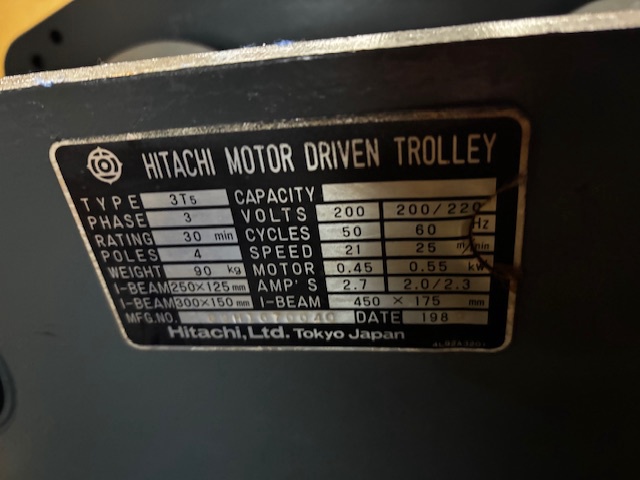 HITACHI MOTOR DRIVEN TROLLEY
TYPE 3T5 CAPACITY
PHASE 3 VOLTS 200 200/220
RATING 30 min CYCLES 50 60 Hz
POLES 4 SPEED 21 25 m/min
WEIGHT 90 kg MOTOR 0.45 0.55 kW
I-BEAM 250×125 mm AMP'S 2.7 2.0/2.3
I-BEAM 300×150 mm I-BEAM 450 × 175 mm
MFG.NO. DATE 198
Hitachi, Ltd. Tokyo Japan